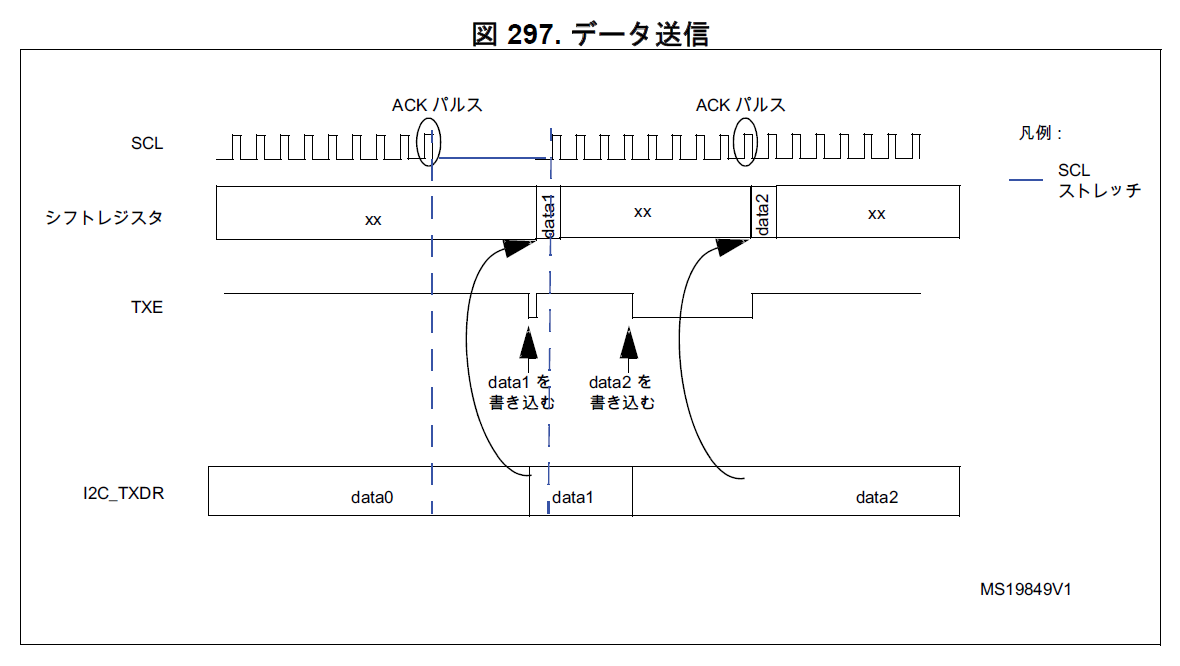 図 297. データ送信
ACK パルス
ACK パルス
SCL
凡例 :
SCL
ストレッチ
シフトレジスタ
xx
data1
xx
data2
xx
TXE
data1 を
書き込む
data2 を
書き込む
I2C_TXDR
data0
data1
data2
MS19849V1